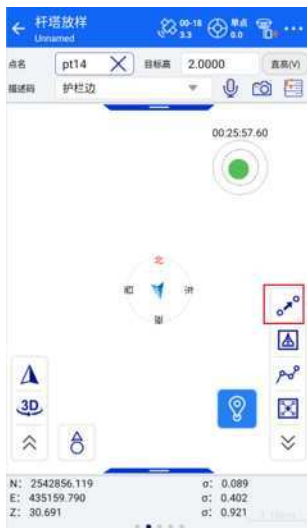 杆塔放样
Unnamed
00-18
3.3
单点
0.0
点名 pt14 目标高 2.0000 直高(V)
描述码 护栏边
00:25:57.60
北
西 东
南
3D
N: 2542856.119 σ: 0.089
E: 435159.790 σ: 0.402
Z: 30.691 σ: 0.921